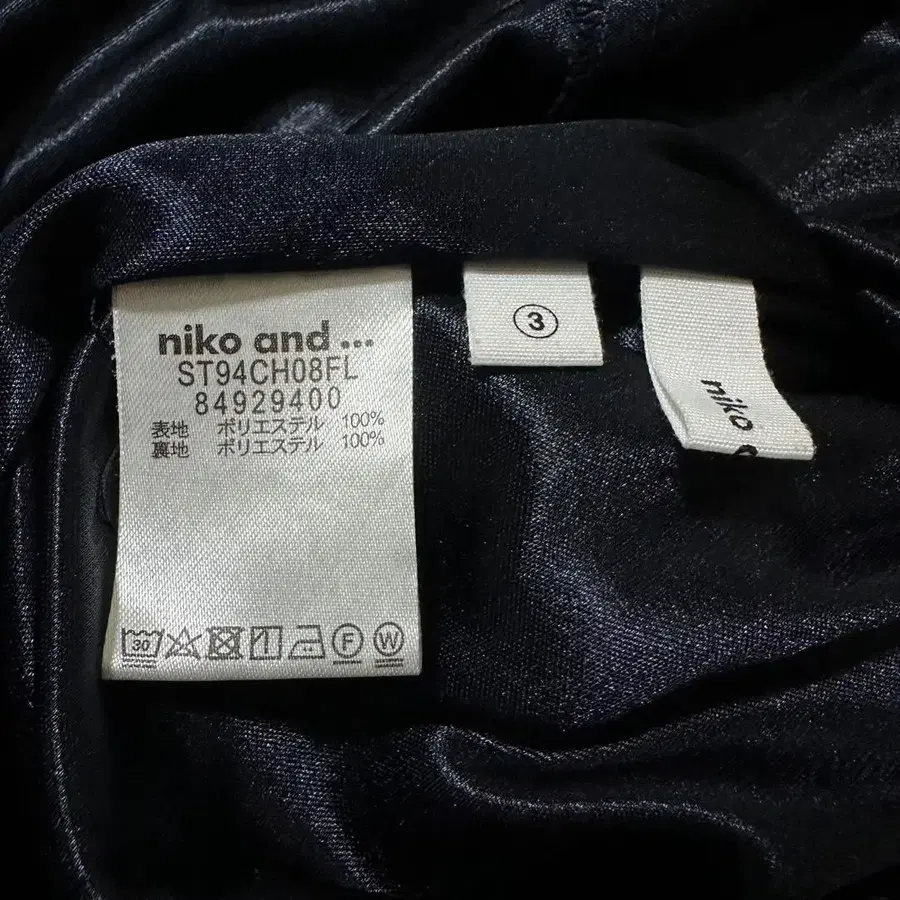 niko and ...
ST94CH08FL
84929400
表地 ポリエステル 100%
裏地 ポリエステル 100%
30
F
W
3
niko